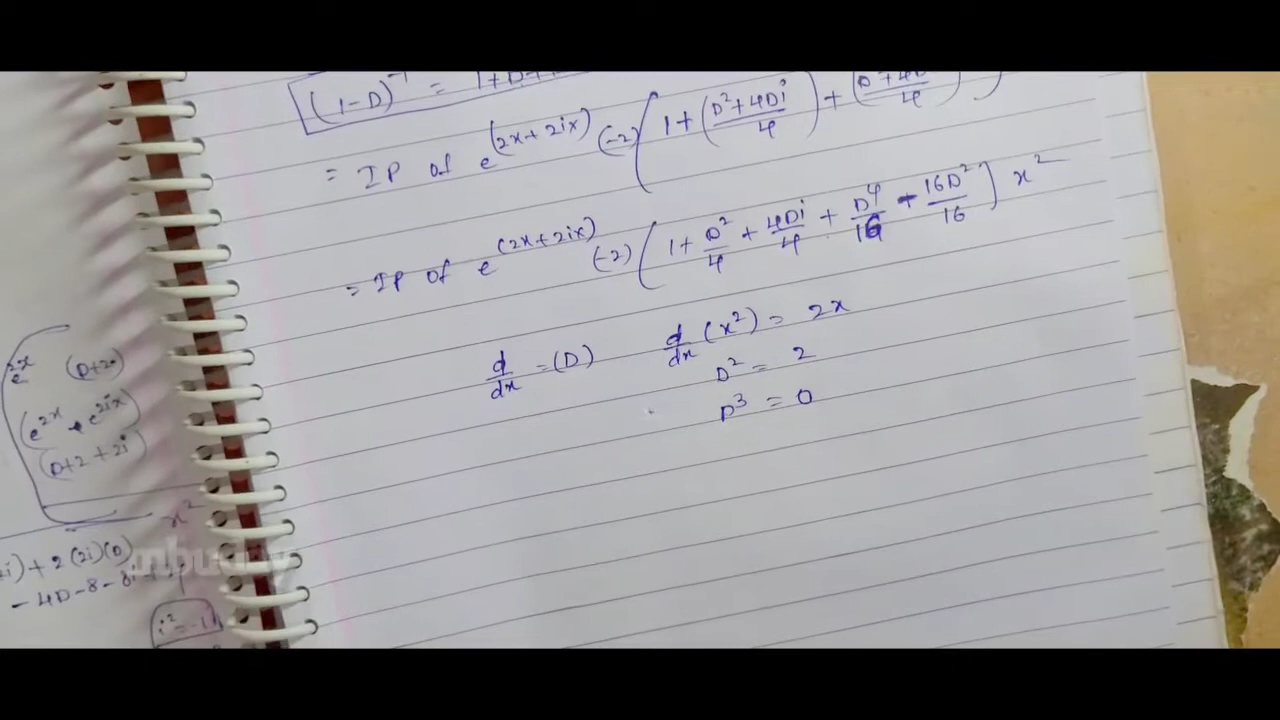 (1-D)⁻¹ = 1+D+
= IP of e^(2x+2ix) (-2) (1+((D²+4Di)/4)+((D²+4D)/4)
= IP of e^(2x+2ix) (-2) (1+D²/4+4Di/4+D⁴/16-16D²/16) x²
d/dx = (D) d/dx (x²) = 2x
D² = 2
D³ = 0
e^2x (D+2)
(e^2x · e^2ix)
(D+2+2i)
x²
i)+2(2i)(D)
-4D-8-8i
i²=-1